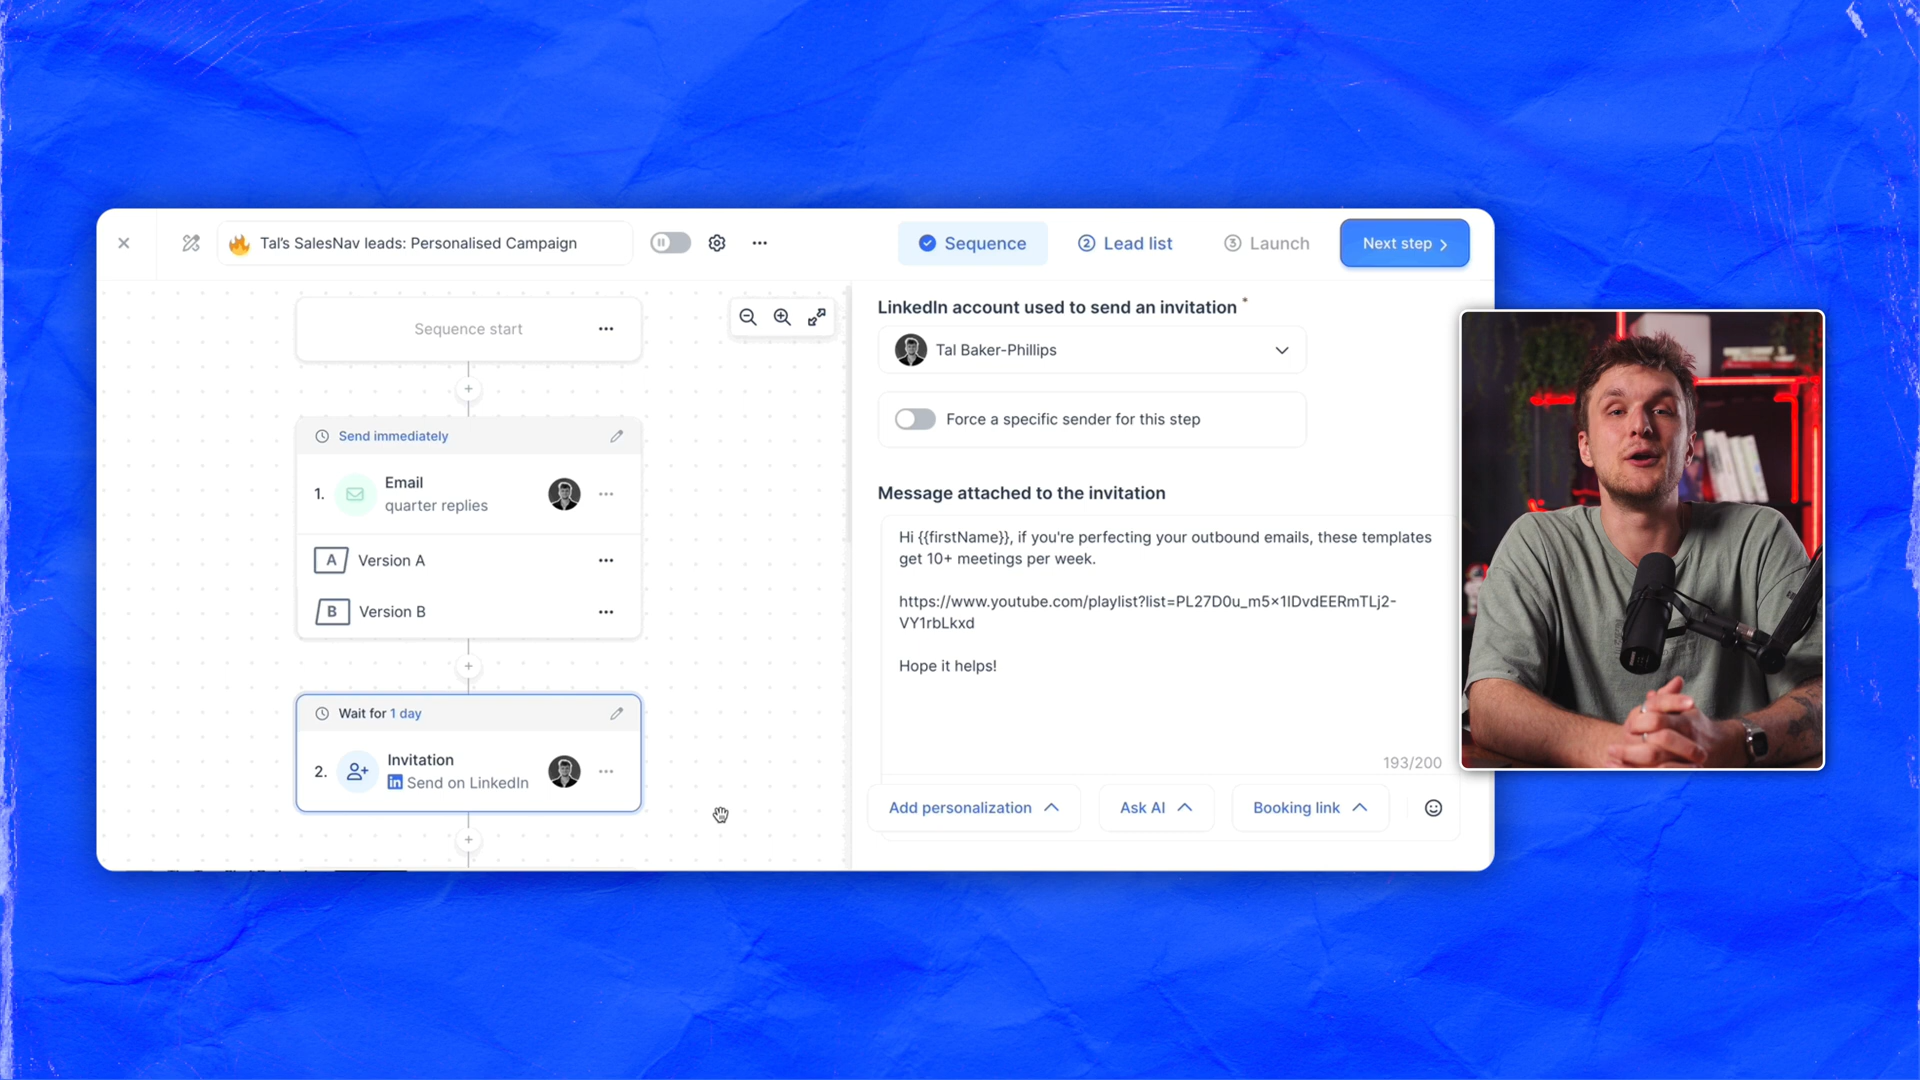 🔥 Tal's SalesNav leads: Personalised Campaign
Sequence
2 Lead list
3 Launch
Next step
Sequence start
Send immediately
1. Email
quarter replies
A Version A
B Version B
Wait for 1 day
2. Invitation
in Send on LinkedIn
LinkedIn account used to send an invitation *
Tal Baker-Phillips
Force a specific sender for this step
Message attached to the invitation
Hi {{firstName}}, if you're perfecting your outbound emails, these templates
get 10+ meetings per week.
https://www.youtube.com/playlist?list=PL27D0u_m5×1IDvdEERmTLj2-
VY1rbLkxd
Hope it helps!
193/200
Add personalization
Ask AI
Booking link